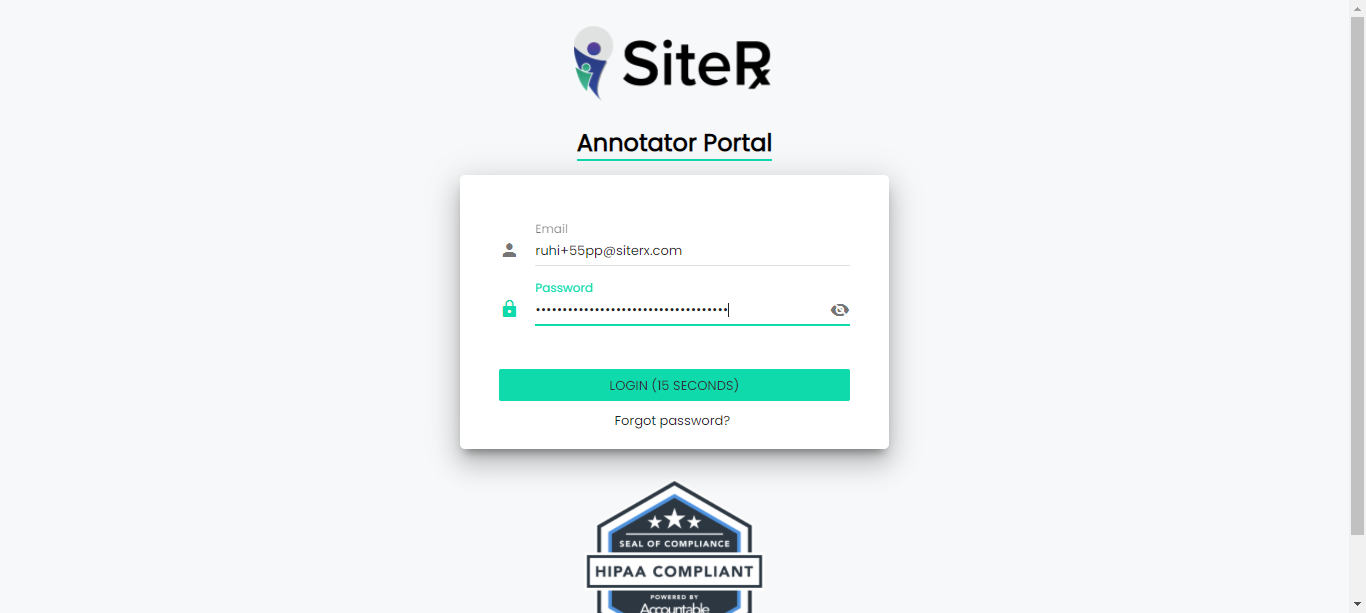 SiteRx
Annotator Portal
Email
ruhi+55pp@siterx.com
Password
••••••••••••••••••••••••••••••••••••
LOGIN (15 SECONDS)
Forgot password?
SEAL OF COMPLIANCE
HIPAA COMPLIANT
POWERED BY
Accountable